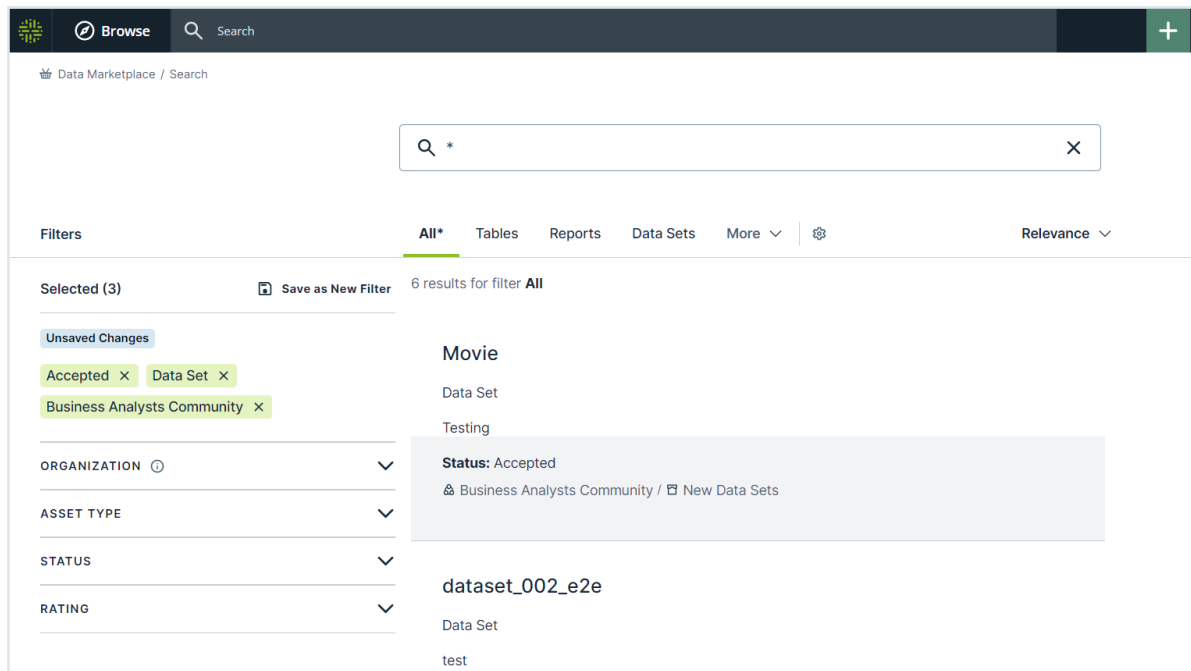 Browse
Search
+
Data Marketplace / Search
*
Filters
All*
Tables
Reports
Data Sets
More
Relevance
Selected (3)
Save as New Filter
6 results for filter All
Unsaved Changes
Accepted ×
Data Set ×
Business Analysts Community ×
ORGANIZATION
ASSET TYPE
STATUS
RATING
Movie
Data Set
Testing
Status: Accepted
Business Analysts Community / New Data Sets
dataset_002_e2e
Data Set
test